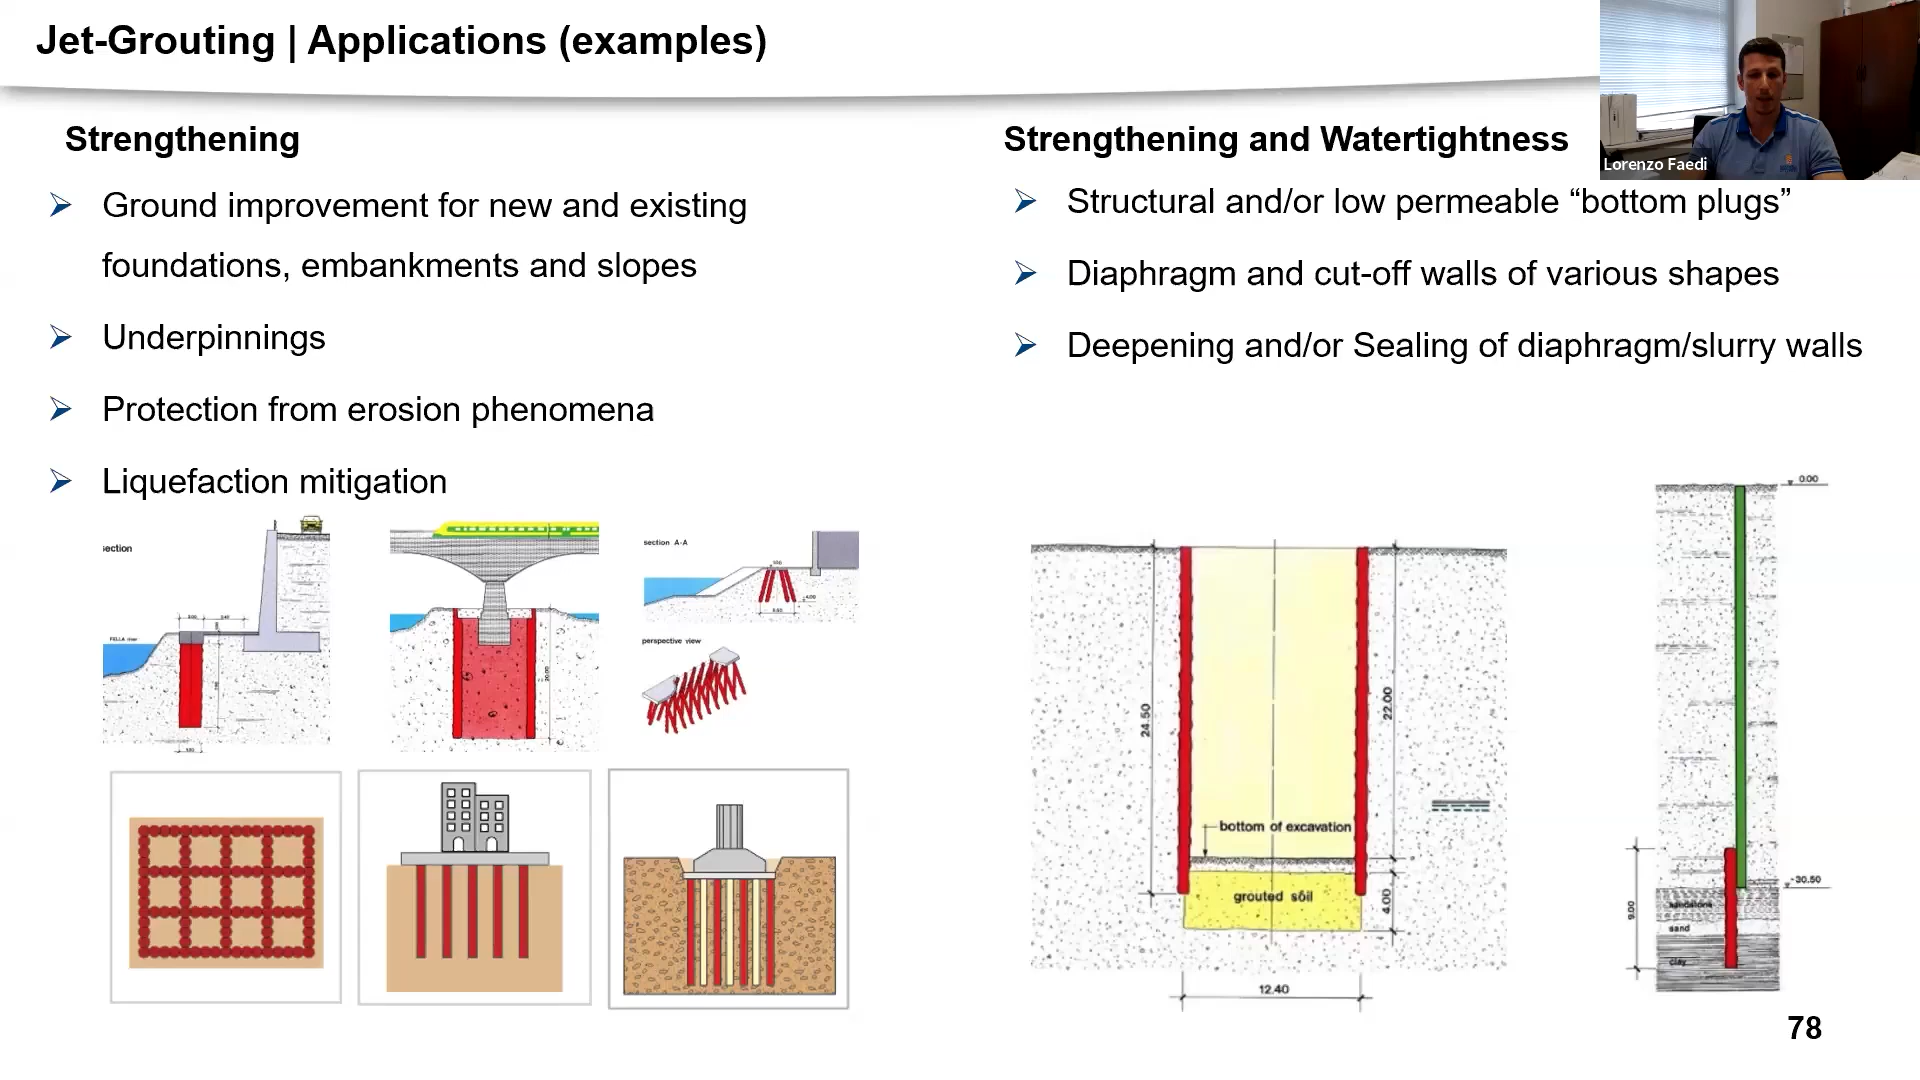 Jet-Grouting | Applications (examples)
Lorenzo Faedi
Strengthening
Ground improvement for new and existing
foundations, embankments and slopes
Underpinnings
Protection from erosion phenomena
Liquefaction mitigation
Strengthening and Watertightness
Structural and/or low permeable “bottom plugs”
Diaphragm and cut-off walls of various shapes
Deepening and/or Sealing of diaphragm/slurry walls
section
FELLA river
section A-A
perspective view
24.50
22.00
bottom of excavation
grouted soil
4.00
12.40
0.00
-30.50
9.00
sandstone
sand
clay
78